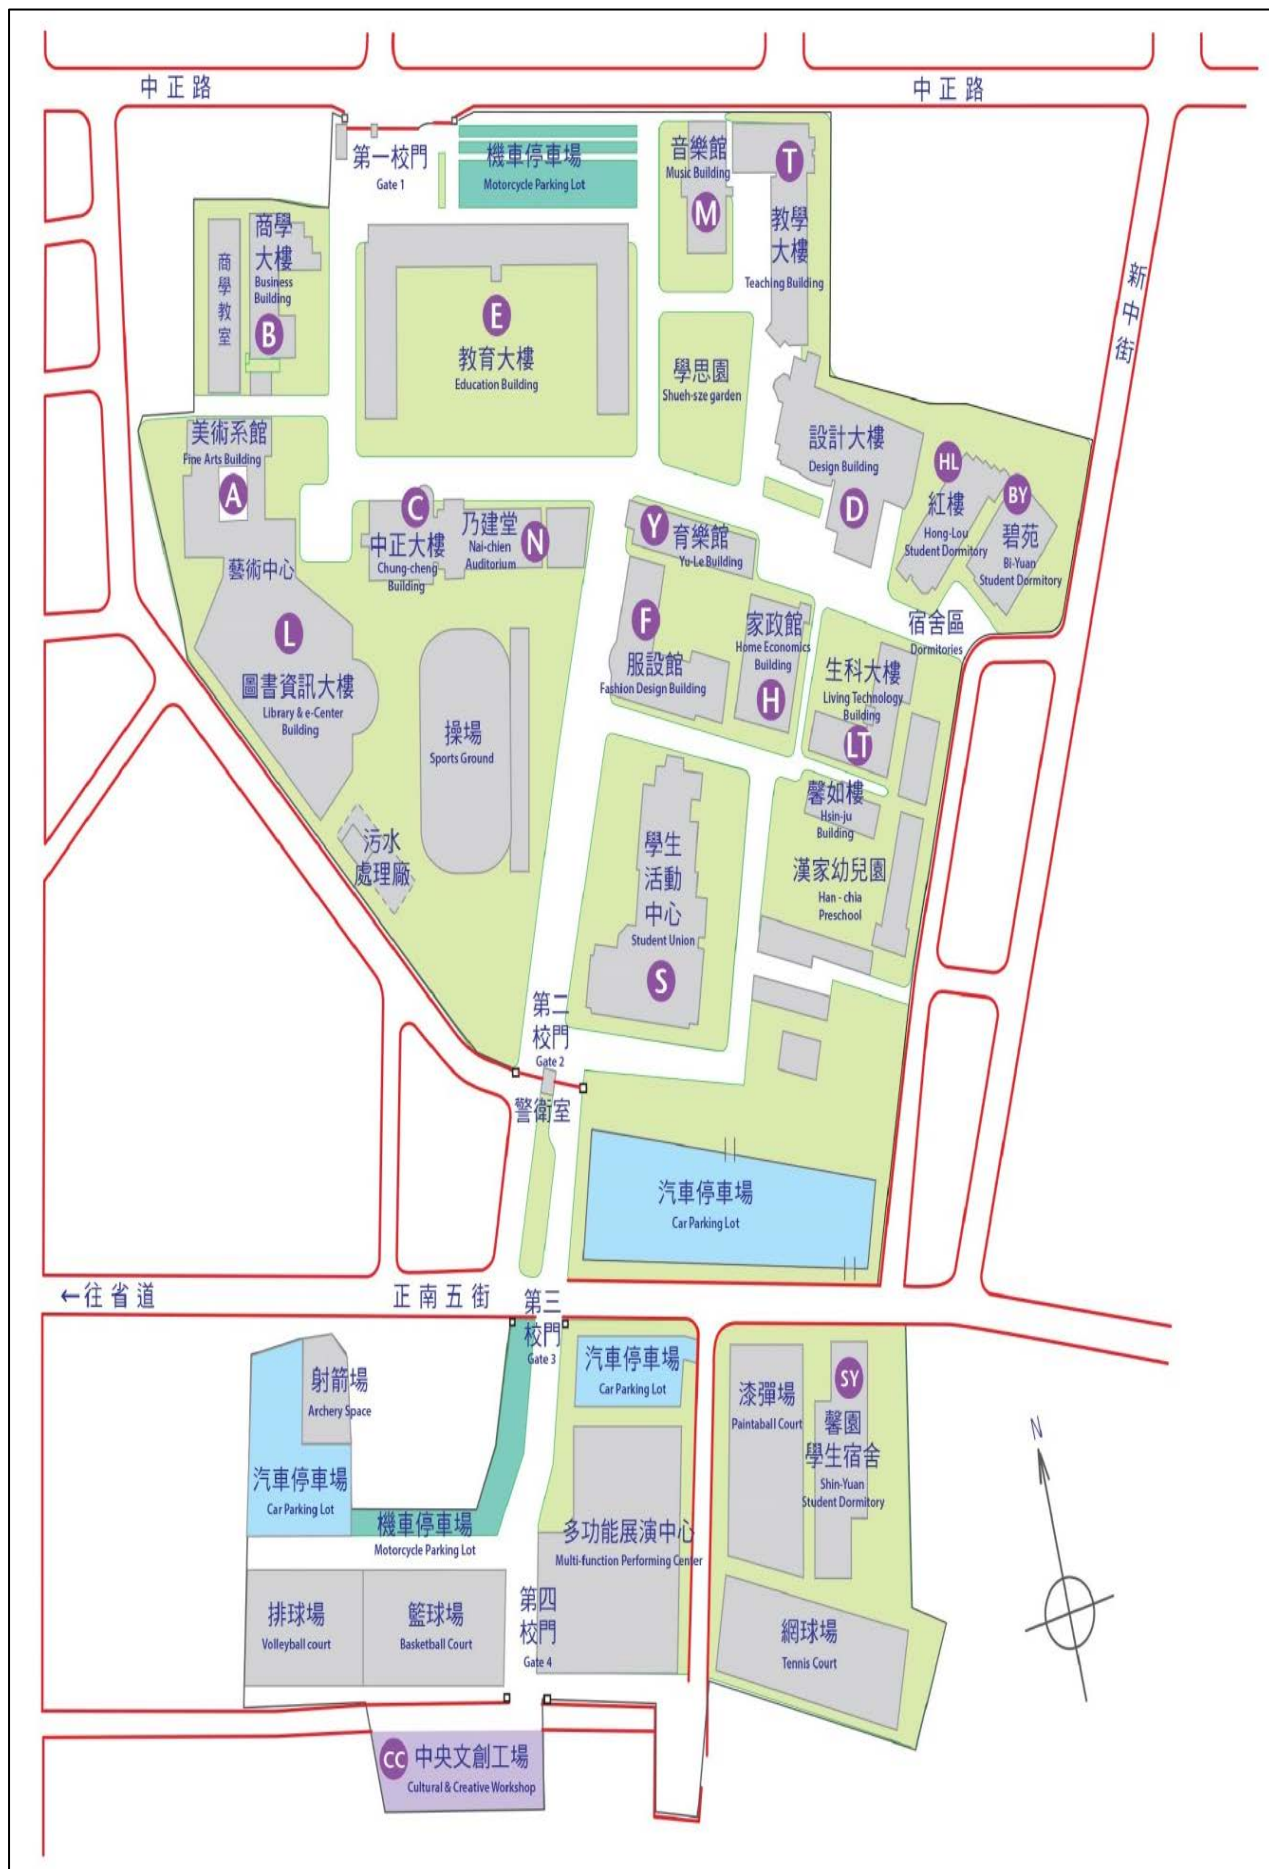 中正路
中正路
第一校門
Gate 1
機車停車場
Motorcycle Parking Lot
音樂館
Music Building
M
T
教學
大樓
Teaching Building
新中街
商學
大樓
Business
Building
B
商學教室
E
教育大樓
Education Building
學思園
Shueh-sze garden
美術系館
Fine Arts Building
A
設計大樓
Design Building
D
HL
紅樓
Hong-Lou
Student Dormitory
BY
碧苑
Bi-Yuan
Student Dormitory
C
中正大樓
Chung-cheng
Building
乃建堂
Nai-chien
Auditorium
N
Y
育樂館
Yu-Le Building
藝術中心
L
圖書資訊大樓
Library & e-Center
Building
F
服設館
Fashion Design Building
家政館
Home Economics
Building
H
宿舍區
Dormitories
生科大樓
Living Technology
Building
LT
操場
Sports Ground
馨如樓
Hsin-ju
Building
污水
處理廠
學生
活動
中心
Student Union
S
漢家幼兒園
Han - chia
Preschool
第二
校門
Gate 2
警衛室
汽車停車場
Car Parking Lot
←往省道
正南五街
第三
校門
Gate 3
汽車停車場
Car Parking Lot
射箭場
Archery Space
漆彈場
Paintaball Court
SY
馨園
學生宿舍
Shin-Yuan
Student Dormitory
N
汽車停車場
Car Parking Lot
機車停車場
Motorcycle Parking Lot
多功能展演中心
Multi-function Performing Center
排球場
Volleyball court
籃球場
Basketball Court
第四
校門
Gate 4
網球場
Tennis Court
CC
中央文創工場
Cultural & Creative Workshop